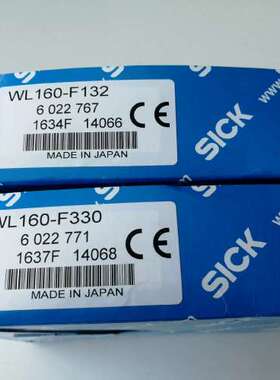 WL160-F132
6 022 767
1634F 14066
CE
MADE IN JAPAN
SICK
www.
WL160-F330
6 022 771
1637F 14068
CE
MADE IN JAPAN
SICK